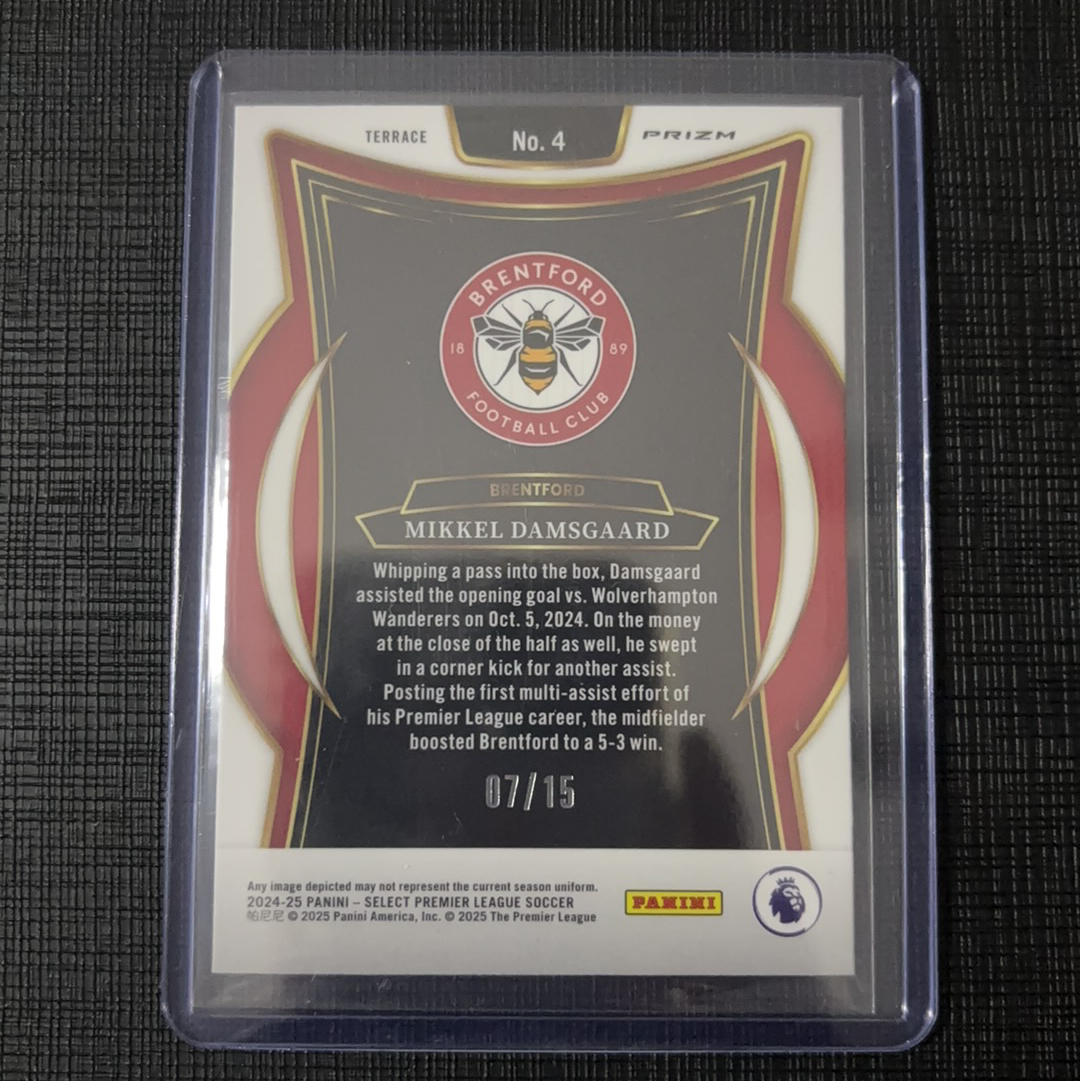 TERRACE
No. 4
PRIZM
BRENTFORD
18 89
FOOTBALL CLUB
BRENTFORD
MIKKEL DAMSGAARD
Whipping a pass into the box, Damsgaard
assisted the opening goal vs. Wolverhampton
Wanderers on Oct. 5, 2024. On the money
at the close of the half as well, he swept
in a corner kick for another assist.
Posting the first multi-assist effort of
his Premier League career, the midfielder
boosted Brentford to a 5-3 win.
07/15
Any image depicted may not represent the current season uniform.
2024-25 PANINI – SELECT PREMIER LEAGUE SOCCER
帕尼尼 © 2025 Panini America, Inc. © 2025 The Premier League
PANINI